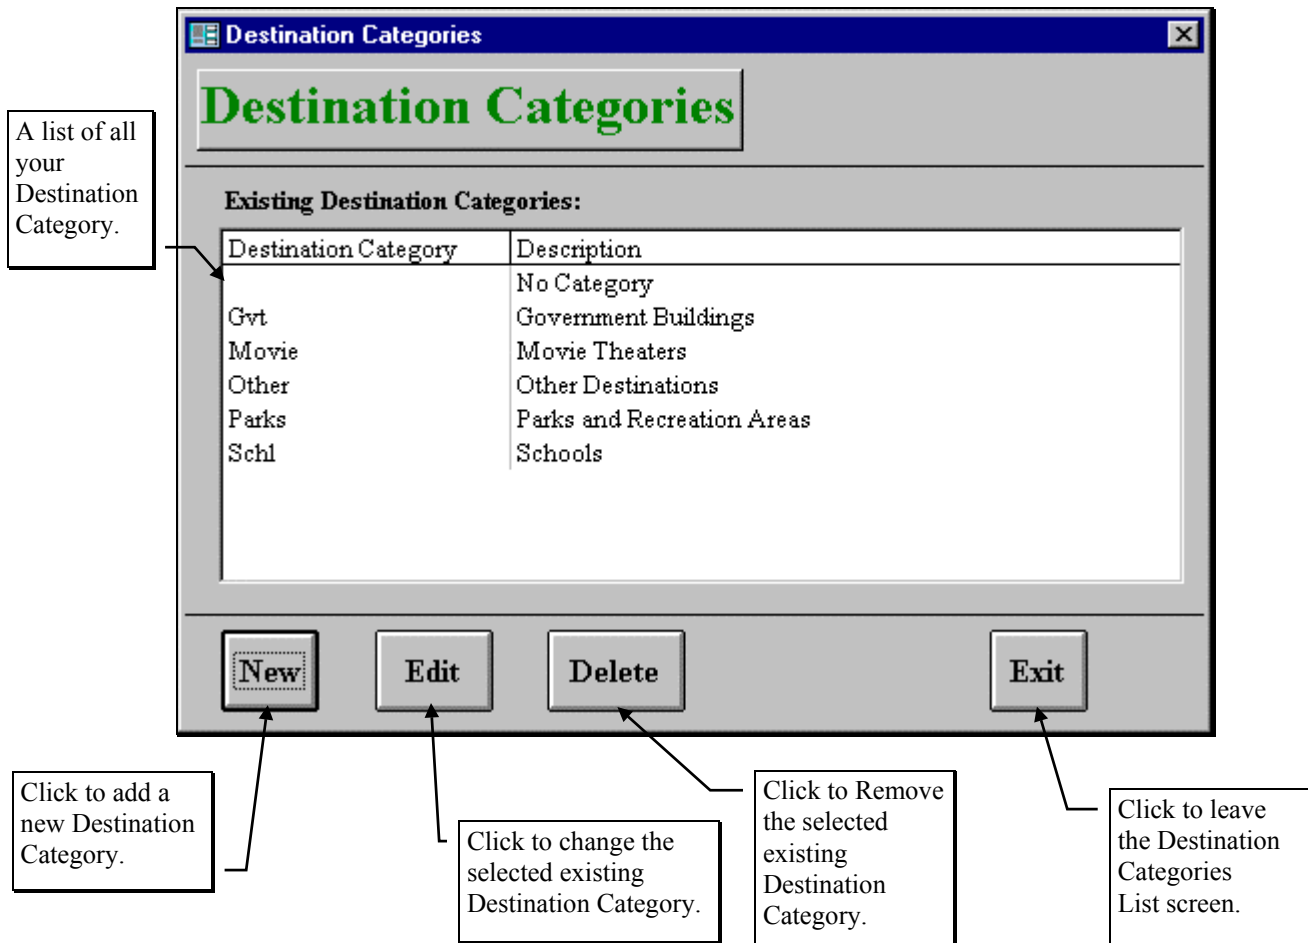 Destination Categories
Destination Categories
A list of all
your
Destination
Category.
Existing Destination Categories:
Destination Category Description
No Category
Gvt Government Buildings
Movie Movie Theaters
Other Other Destinations
Parks Parks and Recreation Areas
Schl Schools
New Edit Delete Exit
Click to add a
new Destination
Category.
Click to change the
selected existing
Destination Category.
Click to Remove
the selected
existing
Destination
Category.
Click to leave
the Destination
Categories
List screen.